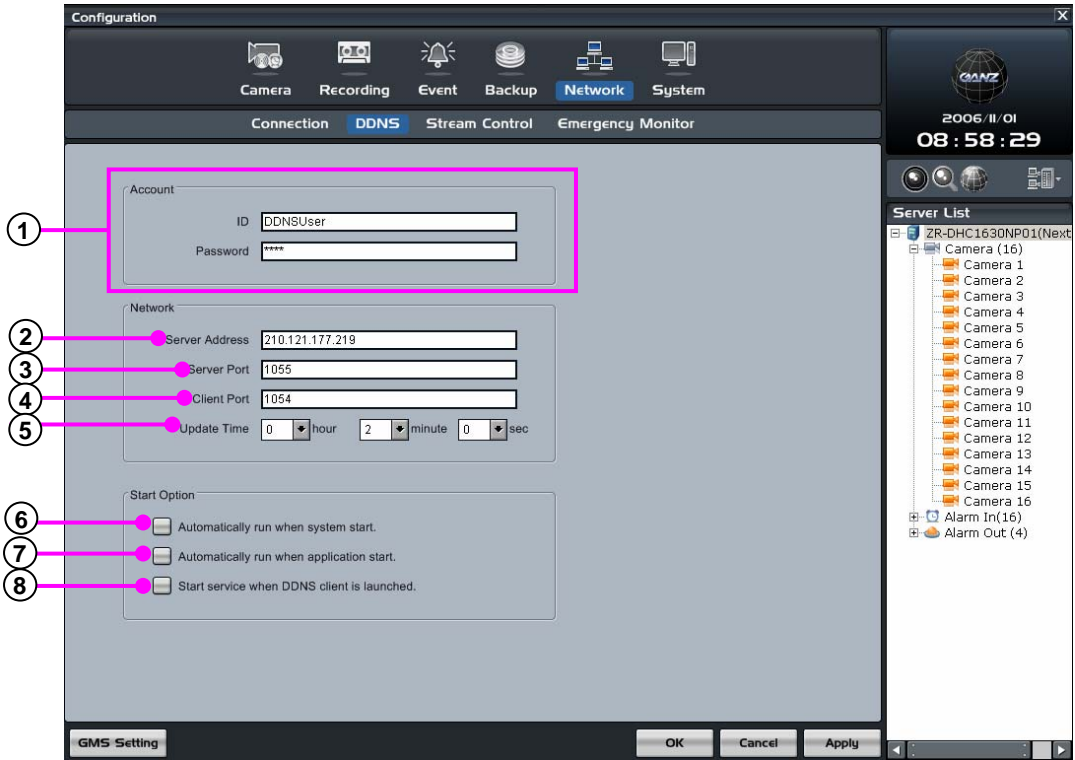 Configuration
X
Camera Recording Event Backup Network System
Connection DDNS Stream Control Emergency Monitor
GANZ
2006/11/01
08:58:29
1
Account
ID DDNSUser
Password ****
Network
2 Server Address 210.121.177.219
3 Server Port 1055
4 Client Port 1054
5 Update Time 0 hour 2 minute 0 sec
Start Option
6 Automatically run when system start.
7 Automatically run when application start.
8 Start service when DDNS client is launched.
GMS Setting OK Cancel Apply
Server List
ZR-DHC1630NP01(Next
Camera (16)
Camera 1
Camera 2
Camera 3
Camera 4
Camera 5
Camera 6
Camera 7
Camera 8
Camera 9
Camera 10
Camera 11
Camera 12
Camera 13
Camera 14
Camera 15
Camera 16
Alarm In(16)
Alarm Out (4)